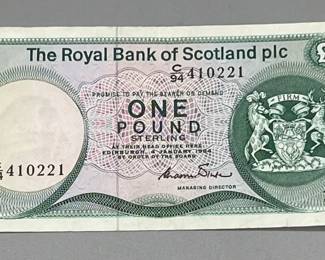 The Royal Bank of Scotland plc
£
C/94 410221
PROMISE TO PAY THE BEARER ON DEMAND
ONE
POUND
STERLING
AT THEIR HEAD OFFICE HERE
EDINBURGH, 4 JANUARY, 1984
BY ORDER OF THE BOARD
410221
MANAGING DIRECTOR
FIRM